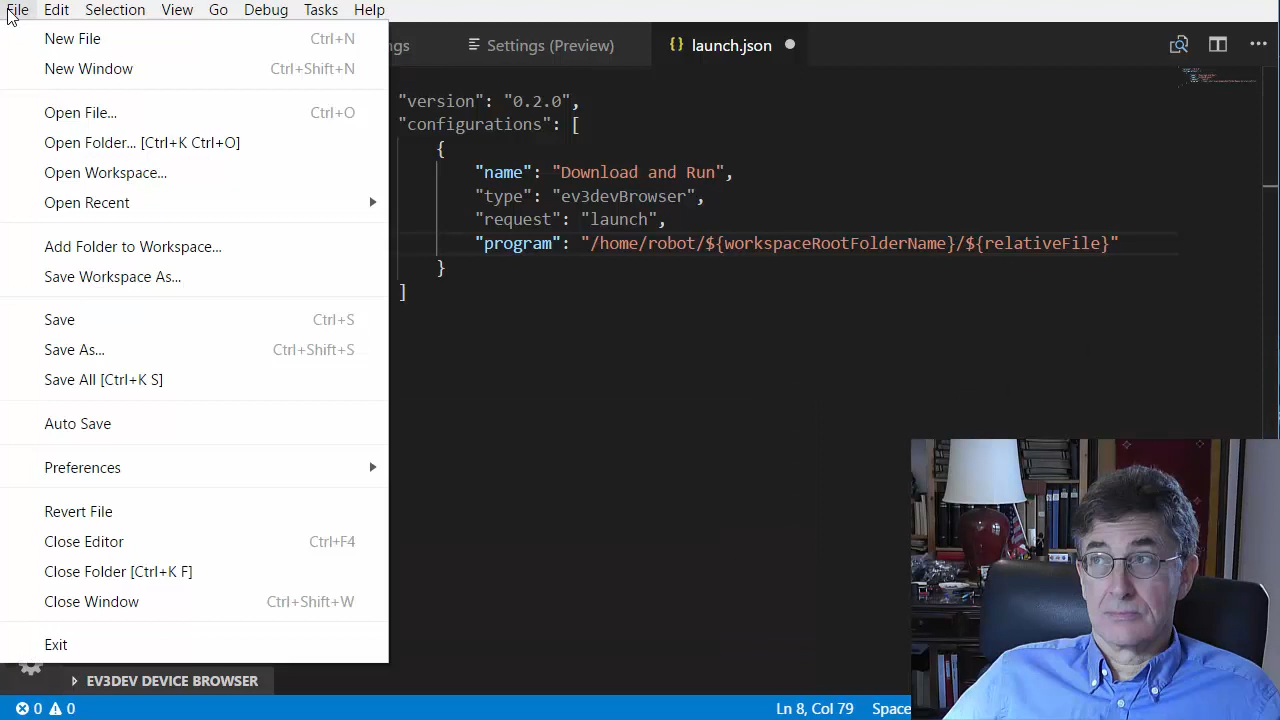 File Edit Selection View Go Debug Tasks Help
New File Ctrl+N
New Window Ctrl+Shift+N
Open File... Ctrl+O
Open Folder... [Ctrl+K Ctrl+O]
Open Workspace...
Open Recent
Add Folder to Workspace...
Save Workspace As...
Save Ctrl+S
Save As... Ctrl+Shift+S
Save All [Ctrl+K S]
Auto Save
Preferences
Revert File
Close Editor Ctrl+F4
Close Folder [Ctrl+K F]
Close Window Ctrl+Shift+W
Exit
ngs Settings (Preview) {} launch.json
"version": "0.2.0",
"configurations": [
{
"name": "Download and Run",
"type": "ev3devBrowser",
"request": "launch",
"program": "/home/robot/${workspaceRootFolderName}/${relativeFile}"
}
]
EV3DEV DEVICE BROWSER
0 0 Ln 8, Col 79 Space